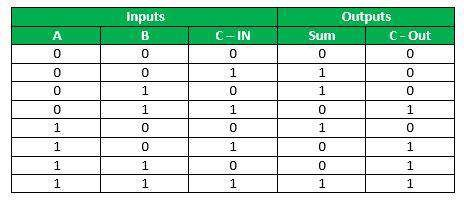 Inputs Outputs
A B C – IN Sum C - Out
0 0 0 0 0
0 0 1 1 0
0 1 0 1 0
0 1 1 0 1
1 0 0 1 0
1 0 1 0 1
1 1 0 0 1
1 1 1 1 1